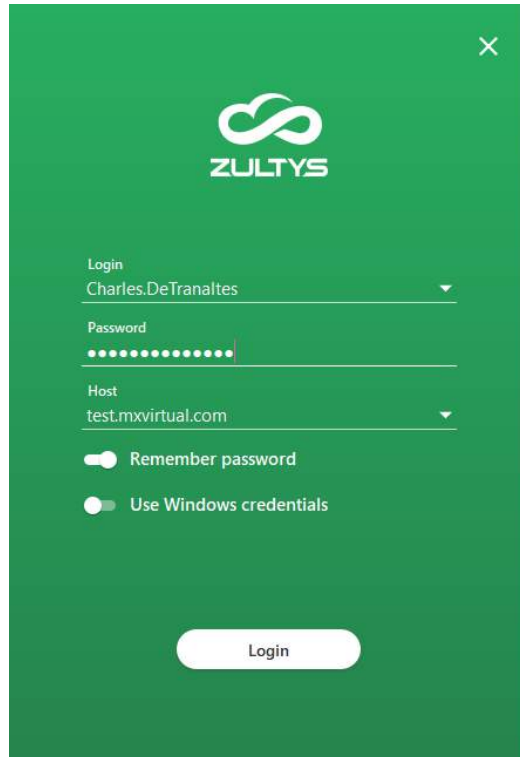 ZULTYS
Login
Charles.DeTranaltes
Password
●●●●●●●●●●●●●●
Host
test.mxvirtual.com
Remember password
Use Windows credentials
Login